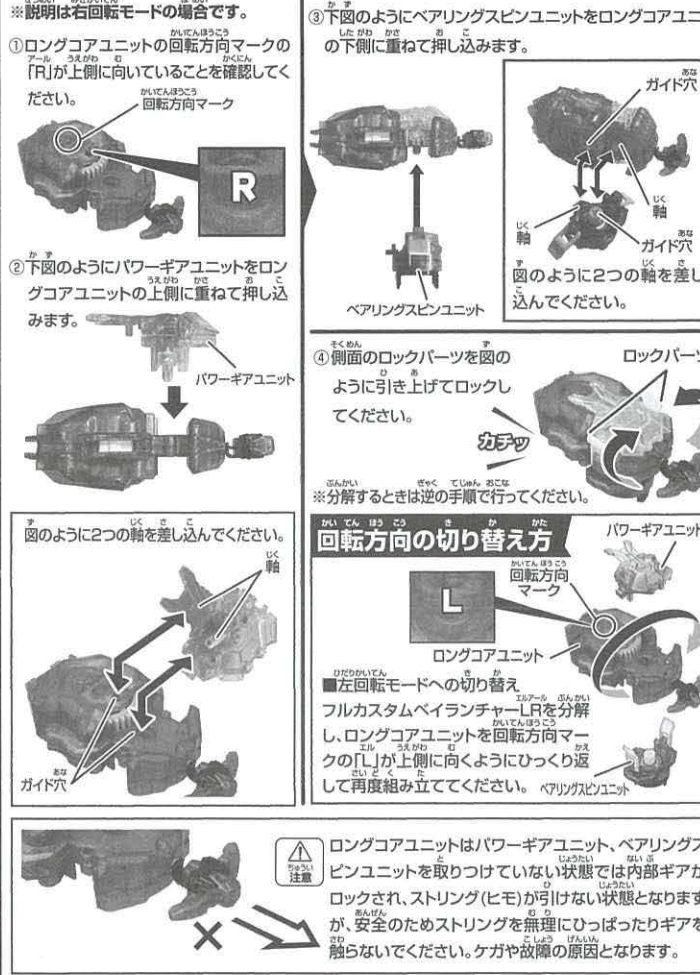 ※説明は右回転モードの場合です。
①ロングコアユニットの回転方向マークの
「R」が上側に向いていることを確認してく
ださい。
回転方向マーク
R
②下図のようにパワーギアユニットをロン
グコアユニットの上側に重ねて押し込
みます。
パワーギアユニット
図のように2つの軸を差し込んでください。
軸
ガイド穴
③下図のようにベアリングスピンユニットをロングコアユニ
の下側に重ねて押し込みます。
ベアリングスピンユニット
ガイド穴
軸
軸
ガイド穴
図のように2つの軸を差し
込んでください。
④側面のロックパーツを図の
ように引き上げてロックし
てください。
ロックパーツ
カチッ
※分解するときは逆の手順で行ってください。
回転方向の切り替え方
パワーギアユニット
回転方向
マーク
L
ロングコアユニット
■左回転モードへの切り替え
フルカスタムベイランチャーLRを分解
し、ロングコアユニットを回転方向マー
クの「L」が上側に向くようにひっくり返
して再度組み立ててください。
ベアリングスピンユニット
注意
ロングコアユニットはパワーギアユニット、ベアリングス
ピンユニットを取りつけていない状態では内部ギアが
ロックされ、ストリング(ヒモ)が引けない状態となります
が、安全のためストリングを無理にひっぱったりギアを
触らないでください。ケガや故障の原因となります。